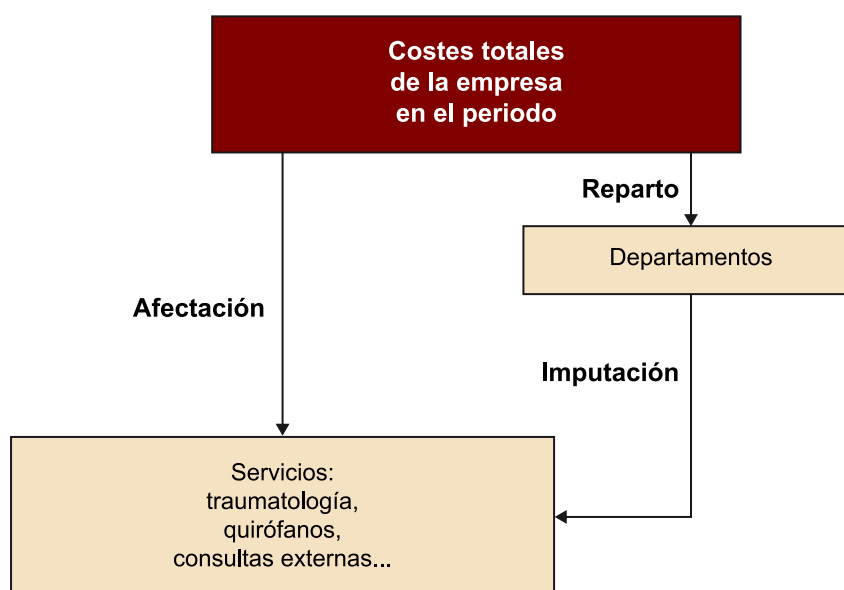 Costes totales
de la empresa
en el periodo
Reparto
Departamentos
Afectación
Imputación
Servicios:
traumatología,
quirófanos,
consultas externas...